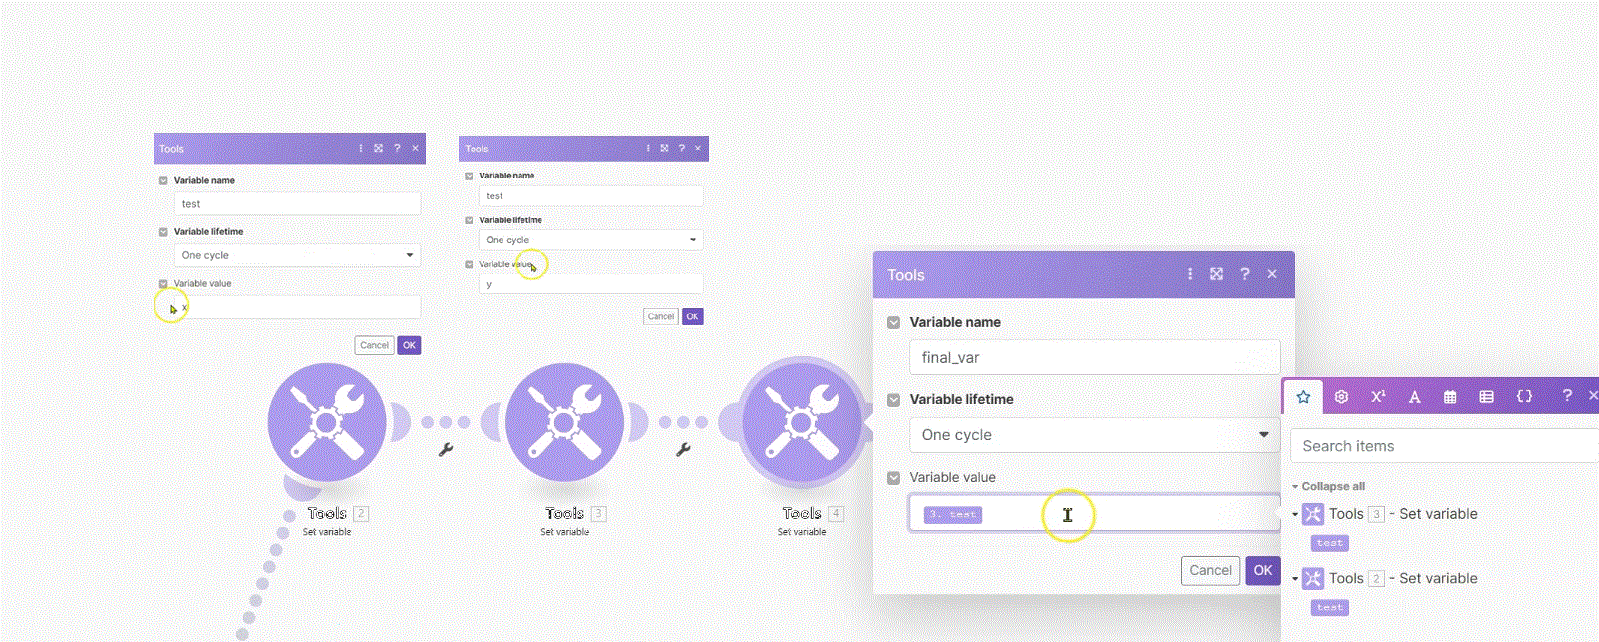 Tools
?
Variable name
test
Variable lifetime
One cycle
Variable value
x
Cancel OK
Tools
?
Variable name
test
Variable lifetime
One cycle
Variable value
y
Cancel OK
Tools 2
Set variable
Tools 3
Set variable
Tools 4
Set variable
Tools
?
Variable name
final_var
Variable lifetime
One cycle
Variable value
3. test
Cancel OK
X¹ A {} ?
Search items
Collapse all
Tools 3 - Set variable
test
Tools 2 - Set variable
test